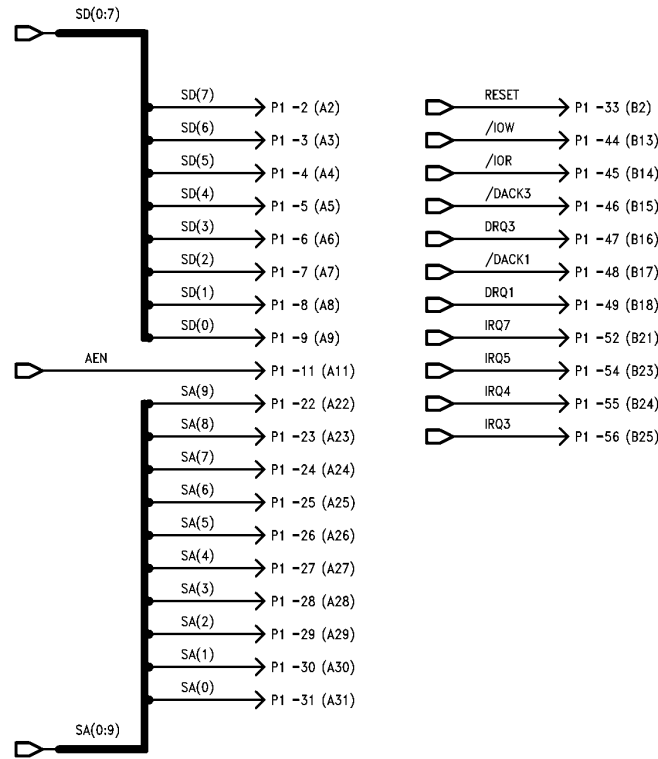 SD(0:7)
SD(7) P1 -2 (A2)
SD(6) P1 -3 (A3)
SD(5) P1 -4 (A4)
SD(4) P1 -5 (A5)
SD(3) P1 -6 (A6)
SD(2) P1 -7 (A7)
SD(1) P1 -8 (A8)
SD(0) P1 -9 (A9)
AEN P1 -11 (A11)
SA(9) P1 -22 (A22)
SA(8) P1 -23 (A23)
SA(7) P1 -24 (A24)
SA(6) P1 -25 (A25)
SA(5) P1 -26 (A26)
SA(4) P1 -27 (A27)
SA(3) P1 -28 (A28)
SA(2) P1 -29 (A29)
SA(1) P1 -30 (A30)
SA(0) P1 -31 (A31)
SA(0:9)
RESET P1 -33 (B2)
/IOW P1 -44 (B13)
/IOR P1 -45 (B14)
/DACK3 P1 -46 (B15)
DRQ3 P1 -47 (B16)
/DACK1 P1 -48 (B17)
DRQ1 P1 -49 (B18)
IRQ7 P1 -52 (B21)
IRQ5 P1 -54 (B23)
IRQ4 P1 -55 (B24)
IRQ3 P1 -56 (B25)